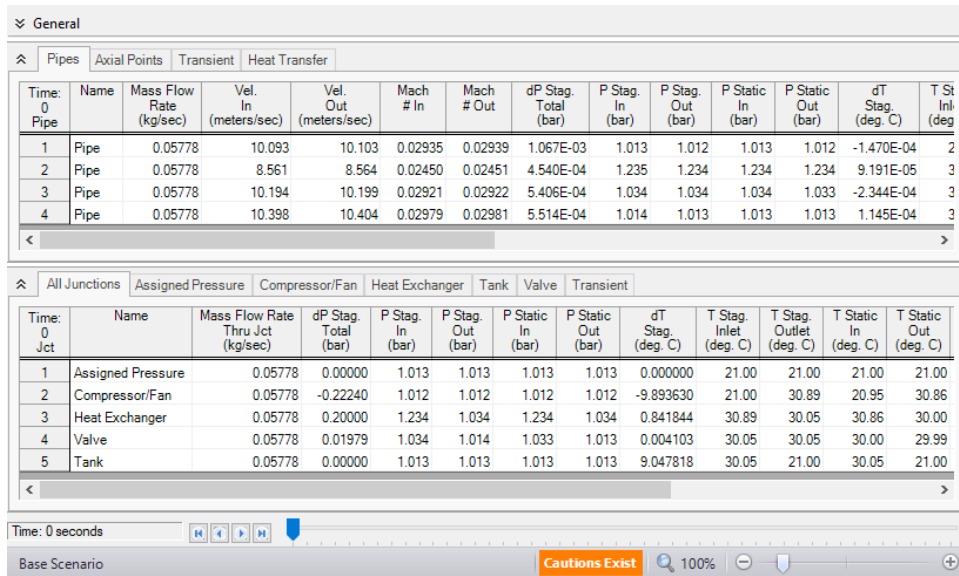 General
Pipes Axial Points Transient Heat Transfer
Time: Name Mass Flow Vel. Vel. Mach Mach dP Stag. P Stag. P Stag. P Static P Static dT T St
0 Rate In Out # In # Out Total In Out In Out Stag. Inl
Pipe (kg/sec) (meters/sec) (meters/sec) (bar) (bar) (bar) (bar) (bar) (deg. C) (deg
1 Pipe 0.05778 10.093 10.103 0.02935 0.02939 1.067E-03 1.013 1.012 1.013 1.012 -1.470E-04 2
2 Pipe 0.05778 8.561 8.564 0.02450 0.02451 4.540E-04 1.235 1.234 1.234 1.234 9.191E-05 3
3 Pipe 0.05778 10.194 10.199 0.02921 0.02922 5.406E-04 1.034 1.034 1.034 1.033 -2.344E-04 3
4 Pipe 0.05778 10.398 10.404 0.02979 0.02981 5.514E-04 1.014 1.013 1.013 1.013 1.145E-04 3
All Junctions Assigned Pressure Compressor/Fan Heat Exchanger Tank Valve Transient
Time: Name Mass Flow Rate dP Stag. P Stag. P Stag. P Static P Static dT T Stag. T Stag. T Static T Static
0 Thru Jct Total In Out In Out Stag. Inlet Outlet In Out
Jct (kg/sec) (bar) (bar) (bar) (bar) (bar) (deg. C) (deg. C) (deg. C) (deg. C) (deg. C)
1 Assigned Pressure 0.05778 0.00000 1.013 1.013 1.013 1.013 0.000000 21.00 21.00 21.00 21.00
2 Compressor/Fan 0.05778 -0.22240 1.012 1.012 1.012 1.012 -9.893630 21.00 30.89 20.95 30.86
3 Heat Exchanger 0.05778 0.20000 1.234 1.034 1.234 1.034 0.841844 30.89 30.05 30.86 30.00
4 Valve 0.05778 0.01979 1.034 1.014 1.033 1.013 0.004103 30.05 30.05 30.00 29.99
5 Tank 0.05778 0.00000 1.013 1.013 1.013 1.013 9.047818 30.05 21.00 30.05 21.00
Time: 0 seconds
Base Scenario Cautions Exist 100%